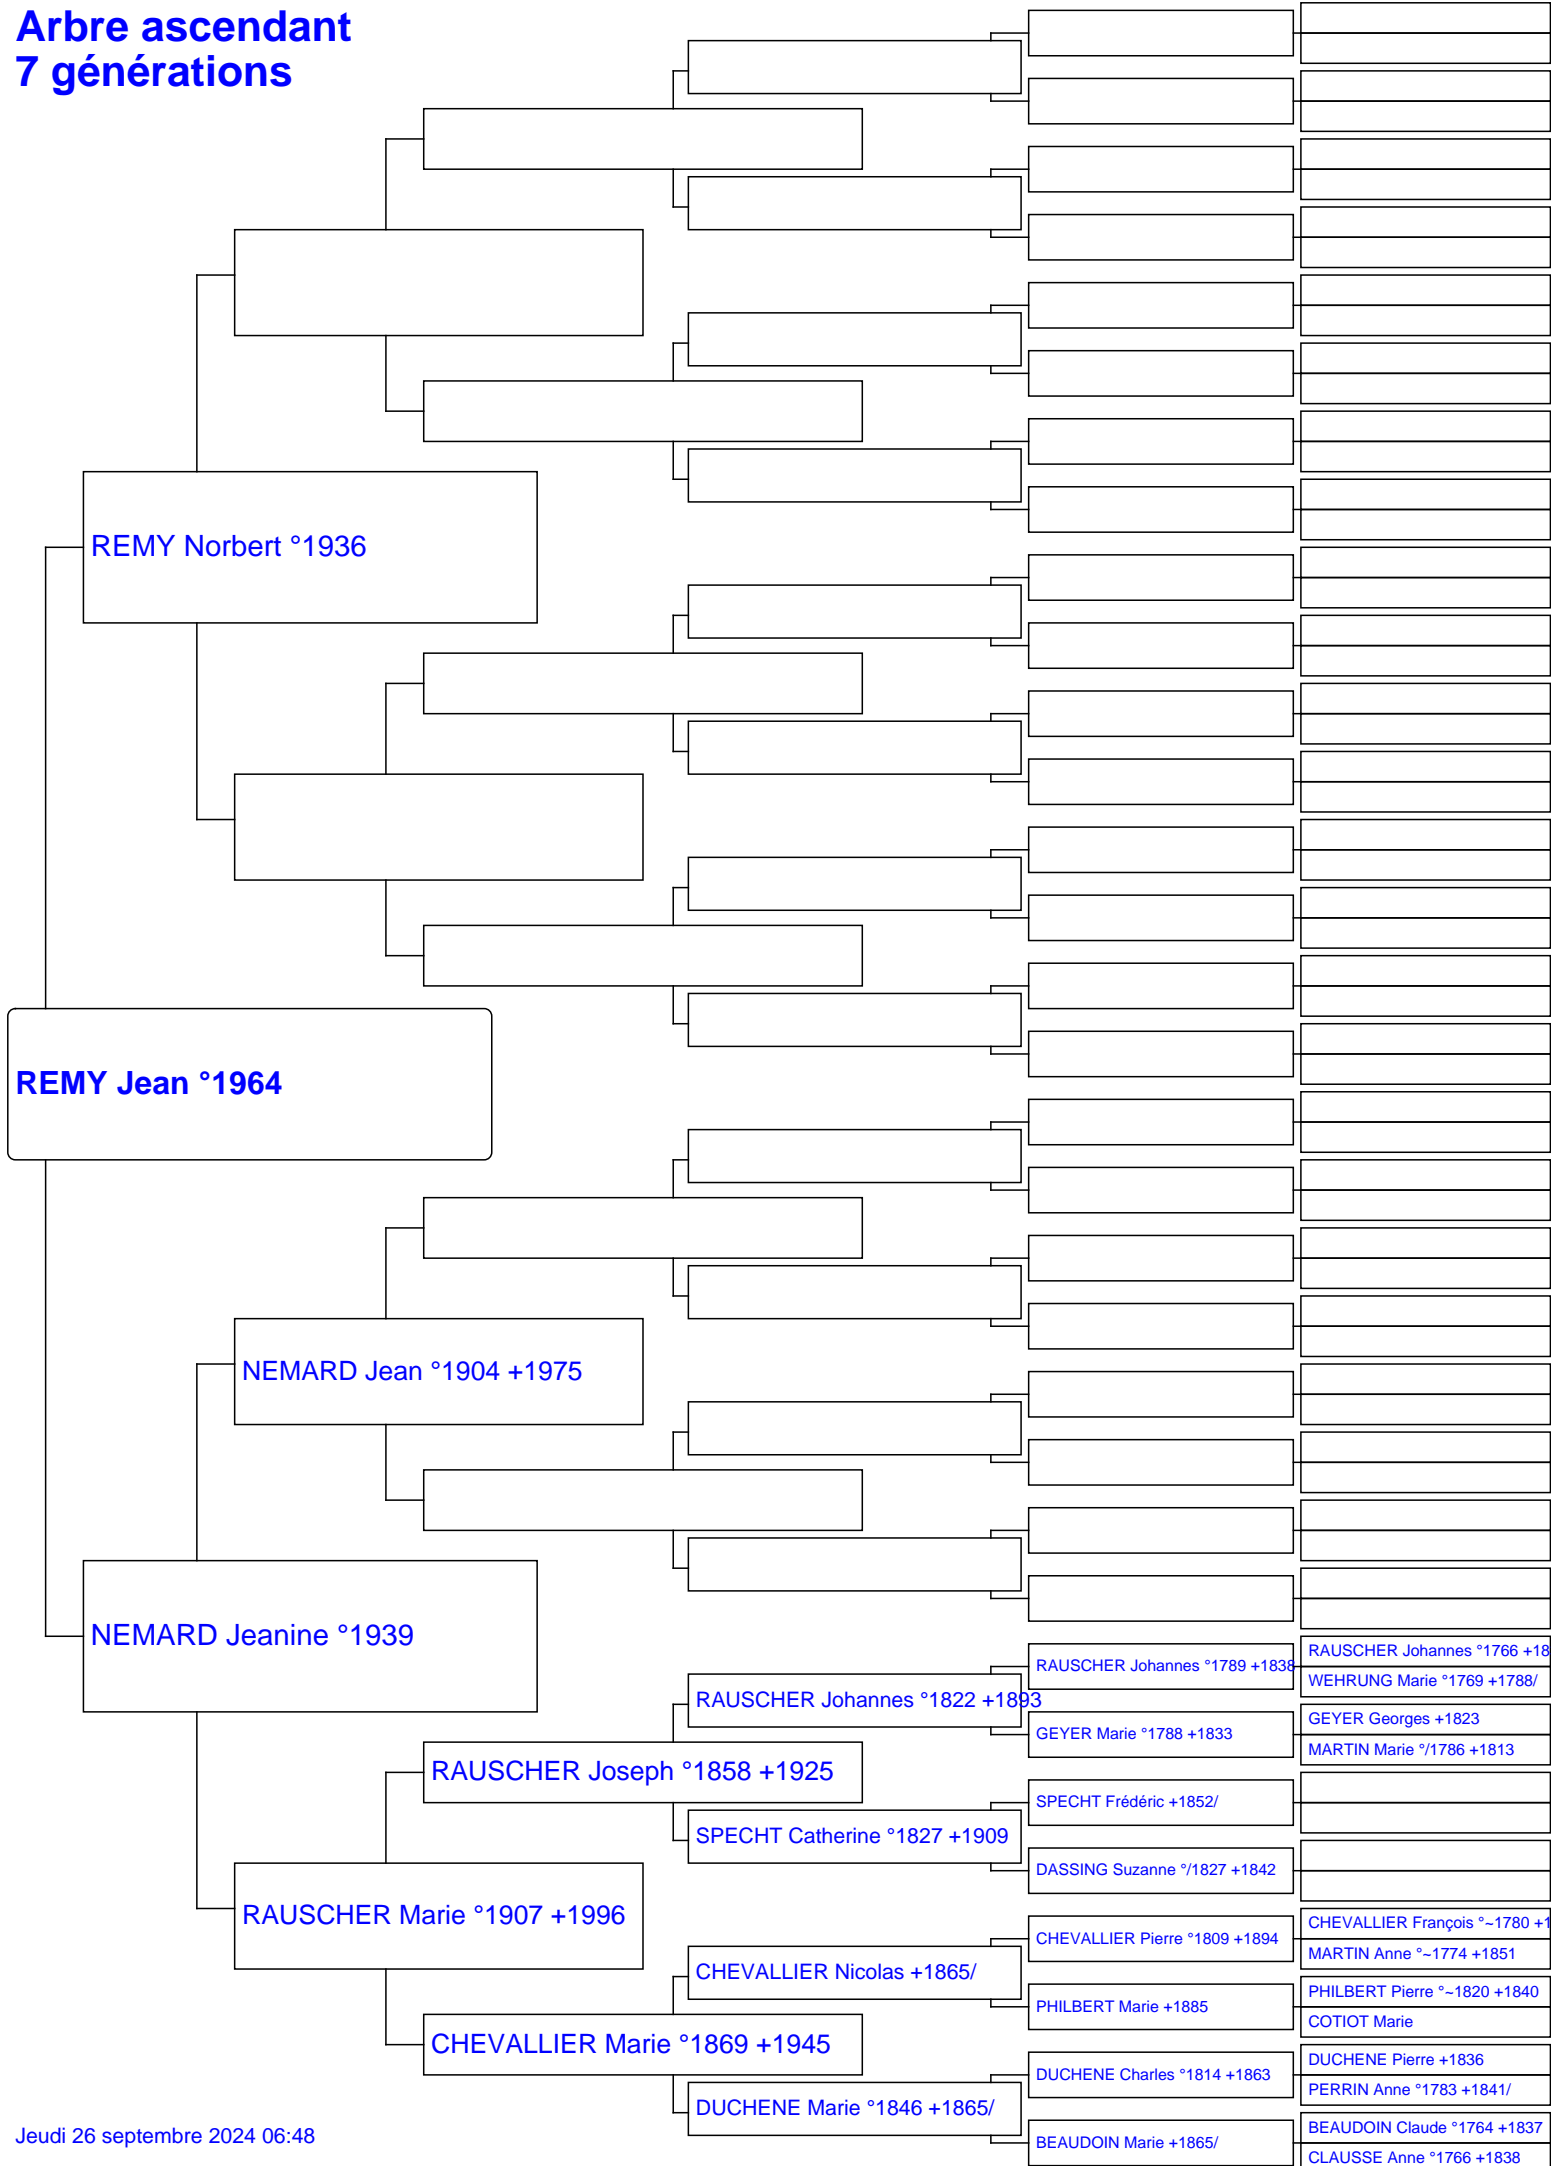 Arbre ascendant
7 générations
REMY Norbert °1936
REMY Jean °1964
NEMARD Jean °1904 +1975
NEMARD Jeanine °1939
RAUSCHER Johannes °1766 +18
RAUSCHER Johannes °1789 +1838
WEHRUNG Marie °1769 +1788/
RAUSCHER Johannes °1822 +1893
GEYER Georges +1823
GEYER Marie °1788 +1833
MARTIN Marie °/1786 +1813
RAUSCHER Joseph °1858 +1925
SPECHT Frédéric +1852/
SPECHT Catherine °1827 +1909
DASSING Suzanne °/1827 +1842
RAUSCHER Marie °1907 +1996
CHEVALLIER François °~1780 +1
CHEVALLIER Pierre °1809 +1894
MARTIN Anne °~1774 +1851
CHEVALLIER Nicolas +1865/
PHILBERT Pierre °~1820 +1840
PHILBERT Marie +1885
COTIOT Marie
CHEVALLIER Marie °1869 +1945
DUCHENE Pierre +1836
DUCHENE Charles °1814 +1863
PERRIN Anne °1783 +1841/
DUCHENE Marie °1846 +1865/
BEAUDOIN Claude °1764 +1837
BEAUDOIN Marie +1865/
CLAUSSE Anne °1766 +1838
Jeudi 26 septembre 2024 06:48